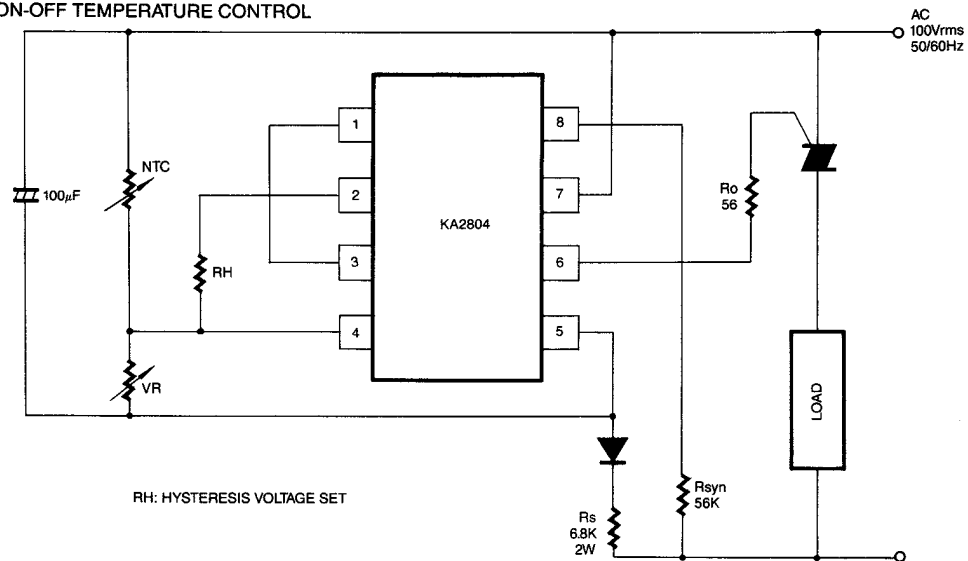 ON-OFF TEMPERATURE CONTROL
AC
100Vrms
50/60Hz
1
8
NTC
100µF
2
7
Ro
56
KA2804
RH
3
6
4
5
VR
LOAD
RH: HYSTERESIS VOLTAGE SET
Rs
6.8K
2W
Rsyn
56K